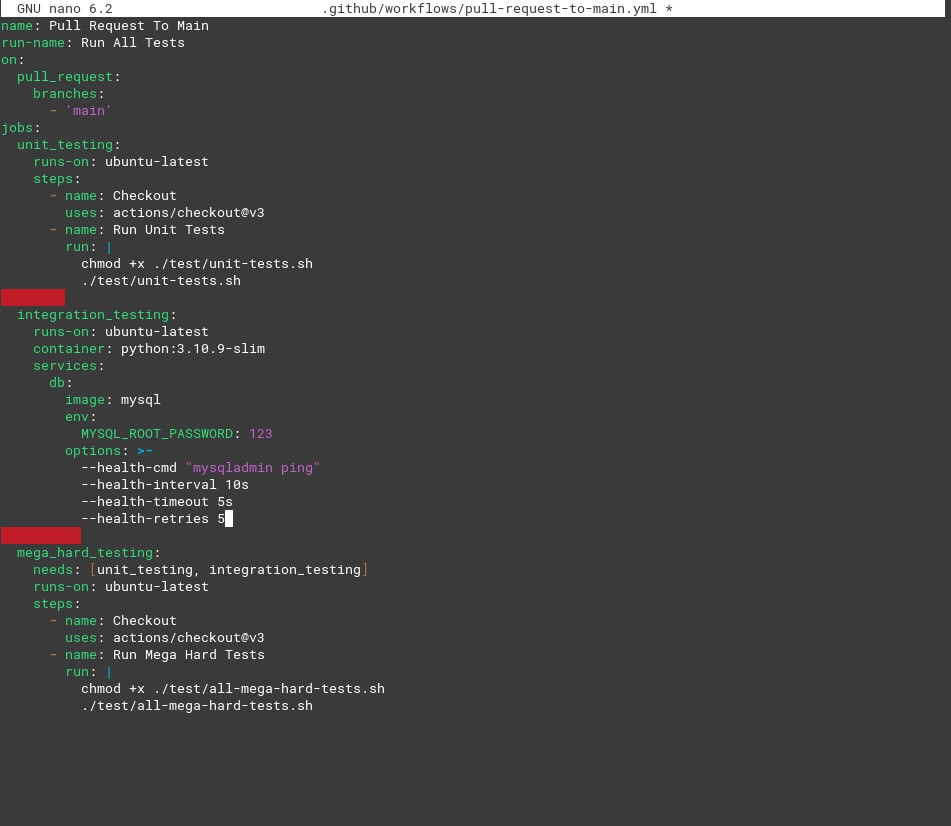 GNU nano 6.2 .github/workflows/pull-request-to-main.yml *
name: Pull Request To Main
run-name: Run All Tests
on:
  pull_request:
    branches:
      - 'main'
jobs:
  unit_testing:
    runs-on: ubuntu-latest
    steps:
      - name: Checkout
        uses: actions/checkout@v3
      - name: Run Unit Tests
        run: |
          chmod +x ./test/unit-tests.sh
          ./test/unit-tests.sh
  integration_testing:
    runs-on: ubuntu-latest
    container: python:3.10.9-slim
    services:
      db:
        image: mysql
        env:
          MYSQL_ROOT_PASSWORD: 123
        options: >-
          --health-cmd "mysqladmin ping"
          --health-interval 10s
          --health-timeout 5s
          --health-retries 5
  mega_hard_testing:
    needs: [unit_testing, integration_testing]
    runs-on: ubuntu-latest
    steps:
      - name: Checkout
        uses: actions/checkout@v3
      - name: Run Mega Hard Tests
        run: |
          chmod +x ./test/all-mega-hard-tests.sh
          ./test/all-mega-hard-tests.sh